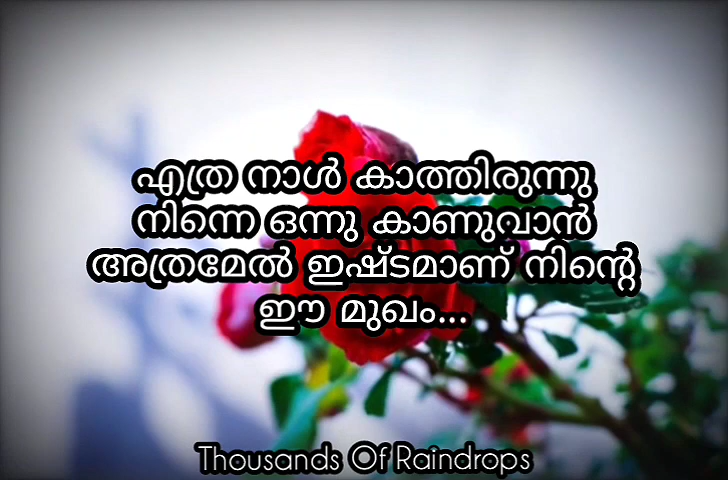 എത്ര നാൾ കാത്തിരുന്നു
നിന്നെ ഒന്നു കാണുവാൻ
അത്രമേൽ ഇഷ്ടമാണ് നിന്റെ
ഈ മുഖം...
Thousands Of Raindrops